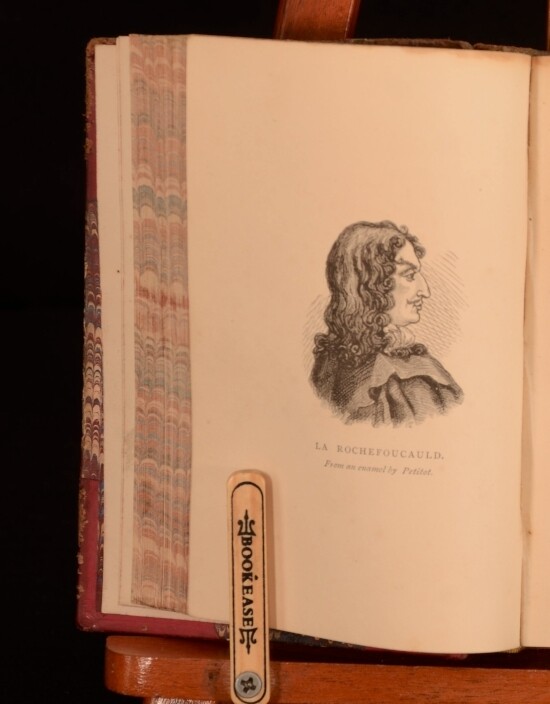 LA ROCHEFOUCAULD.
From an enamel by Petitot.
BOOKEASE